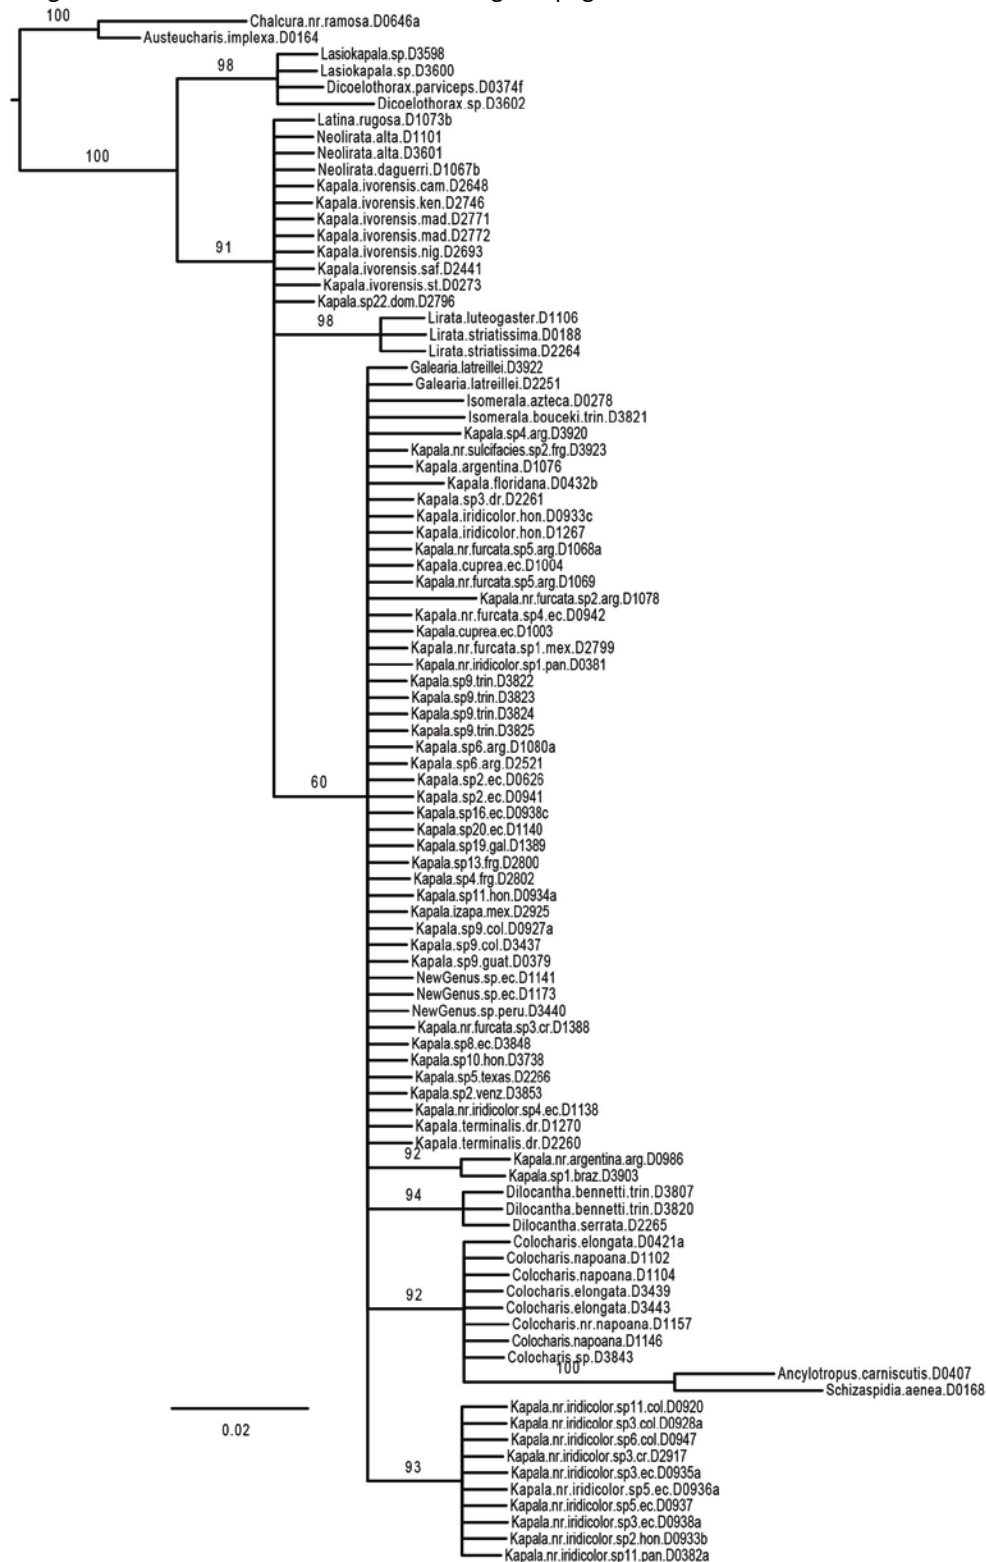 100
Chalcura.nr.ramosa.D0646a
Austeucharis.implexa.D0164
Lasiokapala.sp.D3598
98
Lasiokapala.sp.D3600
Dicoelothorax.parviceps.D0374f
Dicoelothorax.sp.D3602
Latina.rugosa.D1073b
Neolirata.alta.D1101
Neolirata.alta.D3601
100
Neolirata.daguerri.D1067b
Kapala.ivorensis.cam.D2648
Kapala.ivorensis.ken.D2746
Kapala.ivorensis.mad.D2771
Kapala.ivorensis.mad.D2772
91
Kapala.ivorensis.nig.D2693
Kapala.ivorensis.saf.D2441
Kapala.ivorensis.st.D0273
Kapala.sp22.dom.D2796
98
Lirata.luteogaster.D1106
Lirata.striatissima.D0188
Lirata.striatissima.D2264
Galearia.latreillei.D3922
Galearia.latreillei.D2251
Isomerala.azteca.D0278
Isomerala.bouceki.trin.D3821
Kapala.sp4.arg.D3920
Kapala.nr.sulcifacies.sp2.frg.D3923
Kapala.argentina.D1076
Kapala.floridana.D0432b
Kapala.sp3.dr.D2261
Kapala.iridicolor.hon.D0933c
Kapala.iridicolor.hon.D1267
Kapala.nr.furcata.sp5.arg.D1068a
Kapala.cuprea.ec.D1004
Kapala.nr.furcata.sp5.arg.D1069
Kapala.nr.furcata.sp2.arg.D1078
Kapala.nr.furcata.sp4.ec.D0942
Kapala.cuprea.ec.D1003
Kapala.nr.furcata.sp1.mex.D2799
Kapala.nr.iridicolor.sp1.pan.D0381
Kapala.sp9.trin.D3822
Kapala.sp9.trin.D3823
Kapala.sp9.trin.D3824
Kapala.sp9.trin.D3825
Kapala.sp6.arg.D1080a
Kapala.sp6.arg.D2521
60
Kapala.sp2.ec.D0626
Kapala.sp2.ec.D0941
Kapala.sp16.ec.D0938c
Kapala.sp20.ec.D1140
Kapala.sp19.gal.D1389
Kapala.sp13.frg.D2800
Kapala.sp4.frg.D2802
Kapala.sp11.hon.D0934a
Kapala.izapa.mex.D2925
Kapala.sp9.col.D0927a
Kapala.sp9.col.D3437
Kapala.sp9.guat.D0379
NewGenus.sp.ec.D1141
NewGenus.sp.ec.D1173
NewGenus.sp.peru.D3440
Kapala.nr.furcata.sp3.cr.D1388
Kapala.sp8.ec.D3848
Kapala.sp10.hon.D3738
Kapala.sp5.texas.D2266
Kapala.sp2.venz.D3853
Kapala.nr.iridicolor.sp4.ec.D1138
Kapala.terminalis.dr.D1270
Kapala.terminalis.dr.D2260
92
Kapala.nr.argentina.arg.D0986
Kapala.sp1.braz.D3903
94
Dilocantha.bennetti.trin.D3807
Dilocantha.bennetti.trin.D3820
Dilocantha.serrata.D2265
Colocharis.elongata.D0421a
Colocharis.napoana.D1102
Colocharis.napoana.D1104
92
Colocharis.elongata.D3439
Colocharis.elongata.D3443
Colocharis.nr.napoana.D1157
Colocharis.napoana.D1146
Colocharis.sp.D3843
100
Ancylotropus.carniscutis.D0407
Schizaspidia.aenea.D0168
0.02
Kapala.nr.iridicolor.sp11.col.D0920
Kapala.nr.iridicolor.sp3.col.D0928a
Kapala.nr.iridicolor.sp6.col.D0947
Kapala.nr.iridicolor.sp3.cr.D2917
93
Kapala.nr.iridicolor.sp3.ec.D0935a
Kapala.nr.iridicolor.sp5.ec.D0936a
Kapala.nr.iridicolor.sp5.ec.D0937
Kapala.nr.iridicolor.sp3.ec.D0938a
Kapala.nr.iridicolor.sp2.hon.D0933b
Kapala.nr.iridicolor.sp11.pan.D0382a